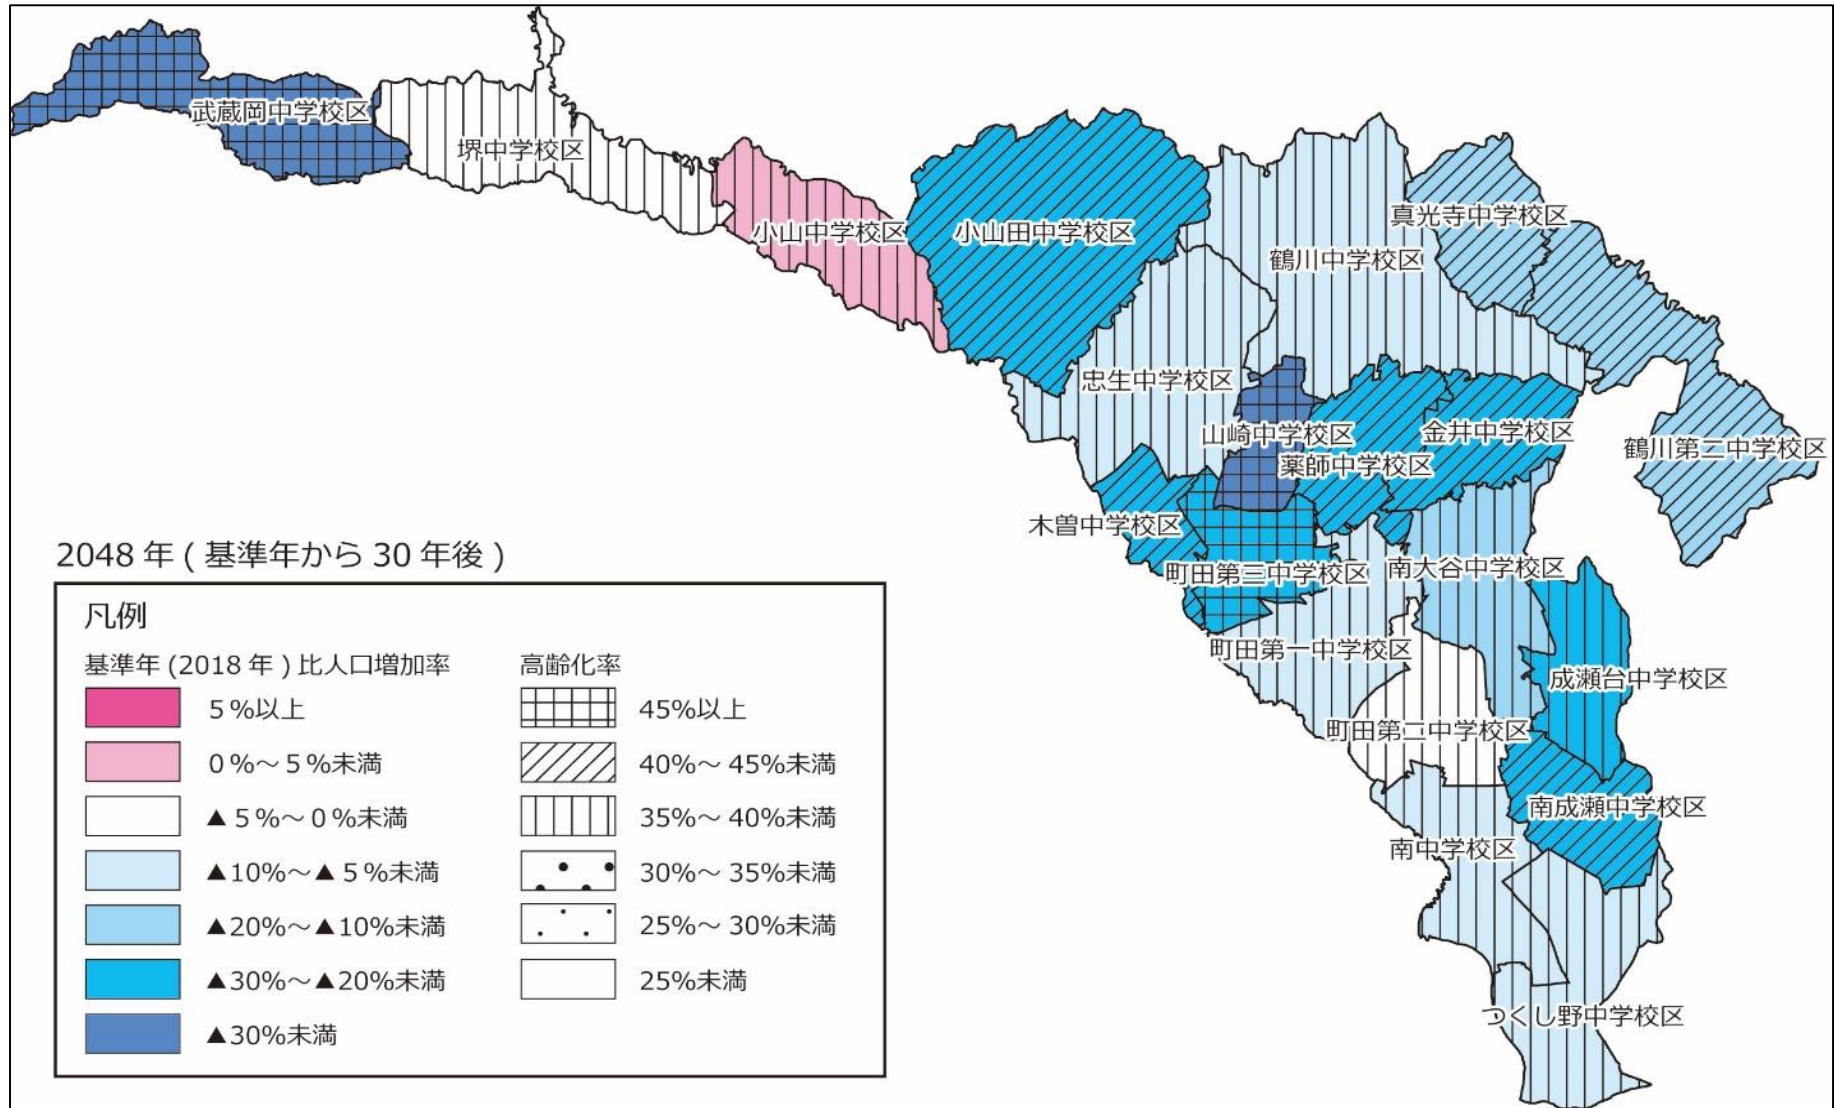 武蔵岡中学校区
堺中学校区
小山中学校区
小山田中学校区
真光寺中学校区
鶴川中学校区
忠生中学校区
山崎中学校区
金井中学校区
薬師中学校区
鶴川第二中学校区
木曽中学校区
町田第三中学校区
南大谷中学校区
町田第一中学校区
成瀬台中学校区
町田第二中学校区
南成瀬中学校区
南中学校区
つくし野中学校区
2048 年 ( 基準年から 30 年後 )
凡例
基準年 (2018 年 ) 比人口増加率
5%以上
0%～5%未満
▲5%～0%未満
▲10%～▲5%未満
▲20%～▲10%未満
▲30%～▲20%未満
▲30%未満
高齢化率
45%以上
40%～45%未満
35%～40%未満
30%～35%未満
25%～30%未満
25%未満